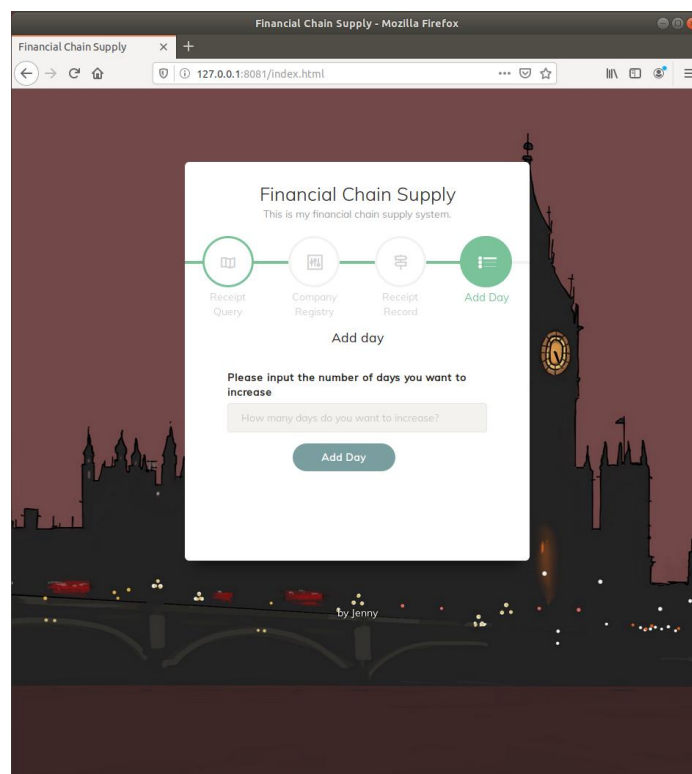 Financial Chain Supply - Mozilla Firefox
Financial Chain Supply
127.0.0.1:8081/index.html
Financial Chain Supply
This is my financial chain supply system.
Receipt Query
Company Registry
Receipt Record
Add Day
Add day
Please input the number of days you want to
increase
How many days do you want to increase?
Add Day
by Jenny